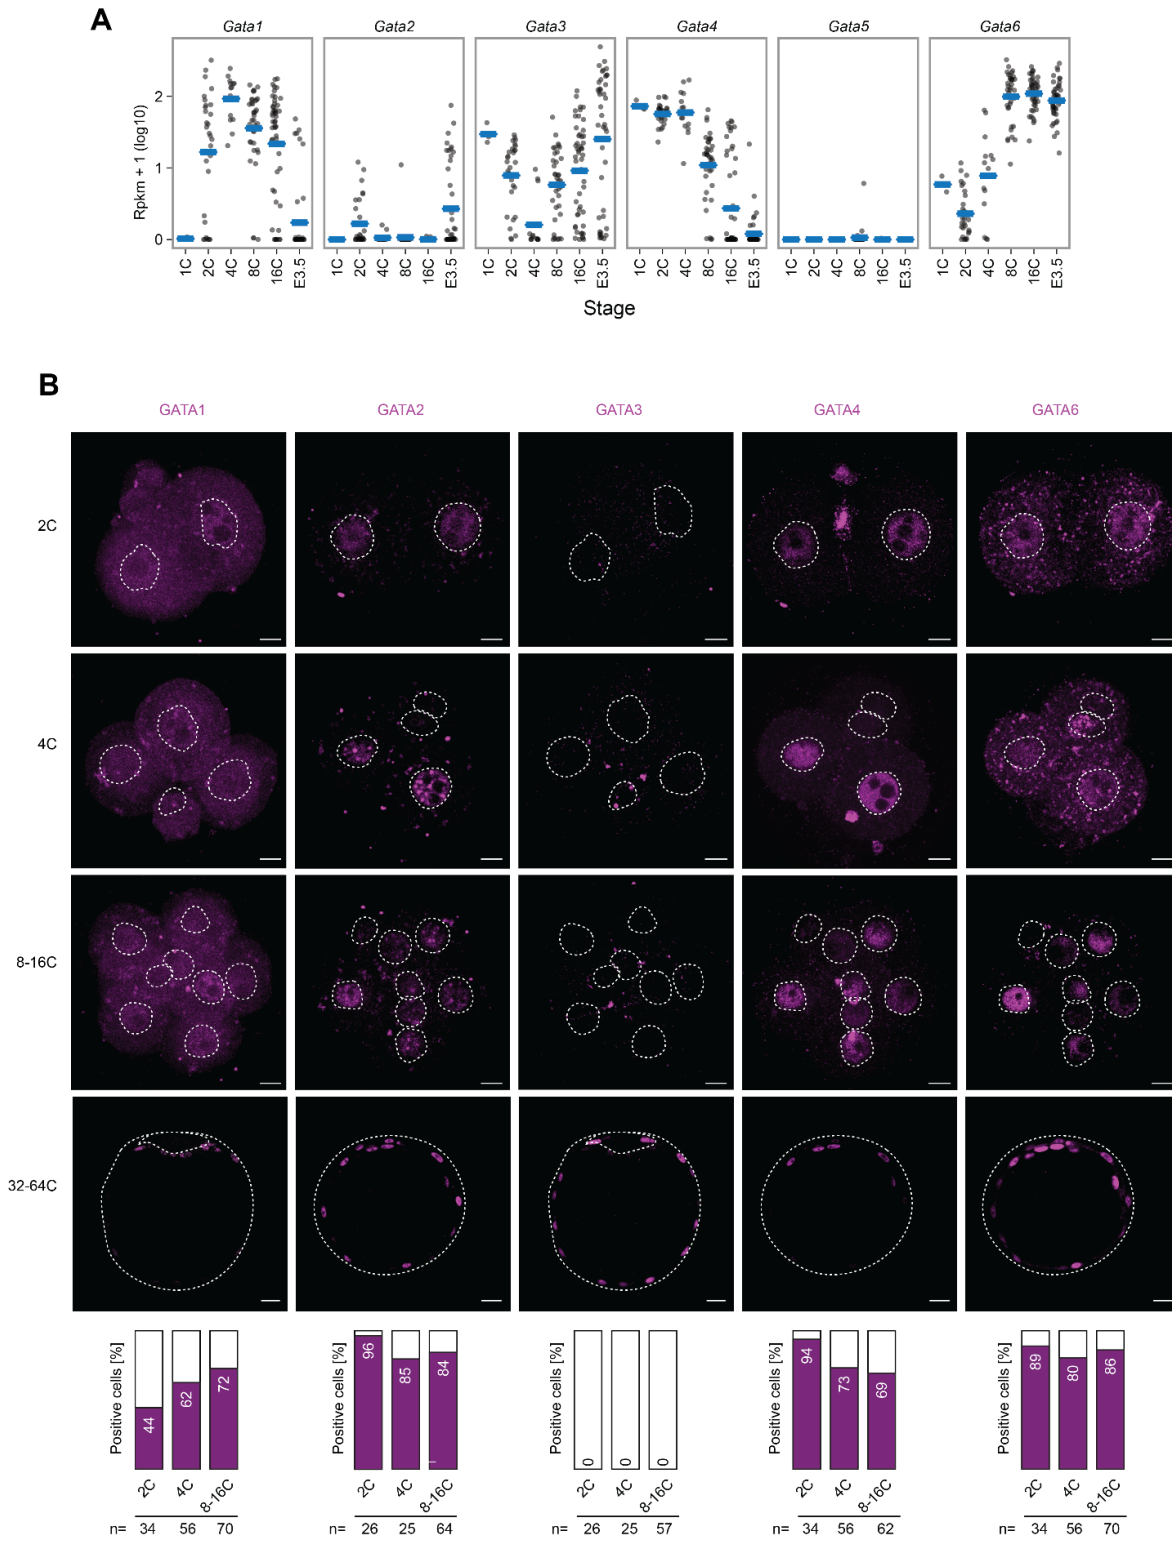 A
Gata1 Gata2 Gata3 Gata4 Gata5 Gata6
Rpkm + 1 (log10)
2
1
0
1C 2C 4C 8C 16C E3.5 1C 2C 4C 8C 16C E3.5 1C 2C 4C 8C 16C E3.5 1C 2C 4C 8C 16C E3.5 1C 2C 4C 8C 16C E3.5 1C 2C 4C 8C 16C E3.5
Stage
B
GATA1 GATA2 GATA3 GATA4 GATA6
2C
4C
8-16C
32-64C
Positive cells [%] 44 62 72 Positive cells [%] 96 85 84 Positive cells [%] 0 0 0 Positive cells [%] 94 73 69 Positive cells [%] 89 80 86
2C 4C 8-16C 2C 4C 8-16C 2C 4C 8-16C 2C 4C 8-16C 2C 4C 8-16C
n= 34 56 70 n= 26 25 64 n= 26 25 57 n= 34 56 62 n= 34 56 70